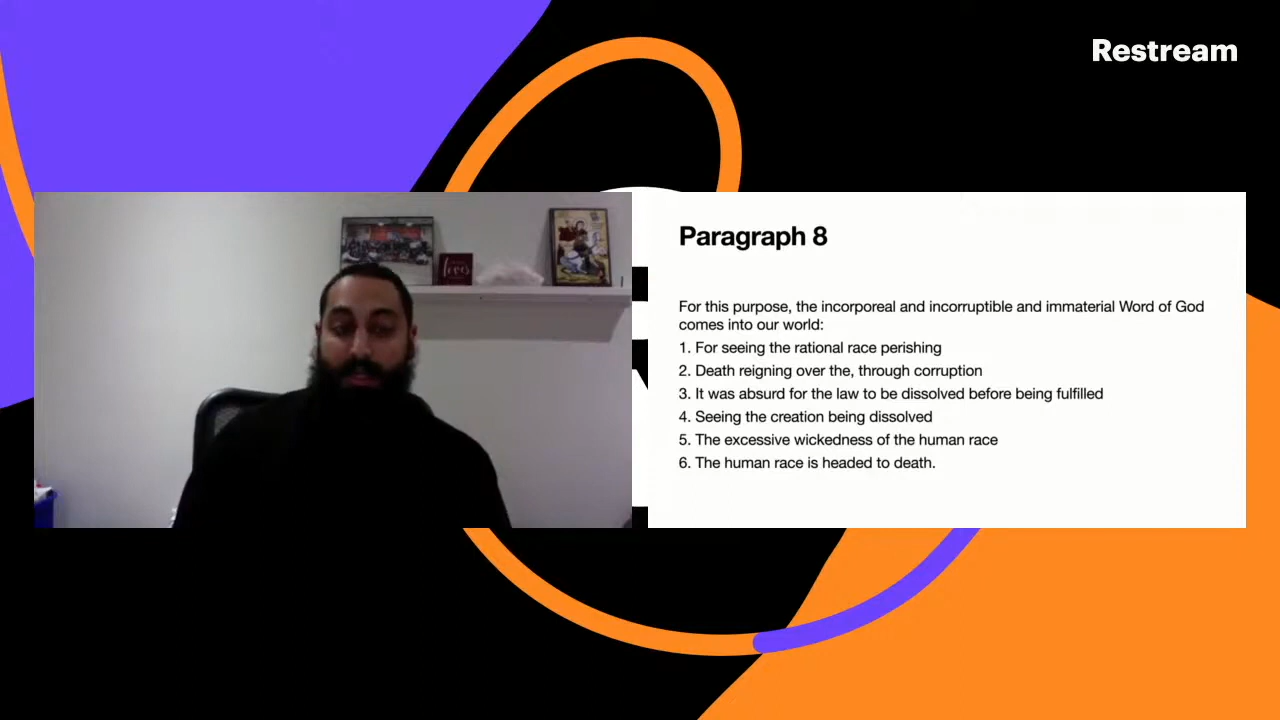 Restream
Paragraph 8
For this purpose, the incorporeal and incorruptible and immaterial Word of God
comes into our world:
1. For seeing the rational race perishing
2. Death reigning over the, through corruption
3. It was absurd for the law to be dissolved before being fulfilled
4. Seeing the creation being dissolved
5. The excessive wickedness of the human race
6. The human race is headed to death.
loves